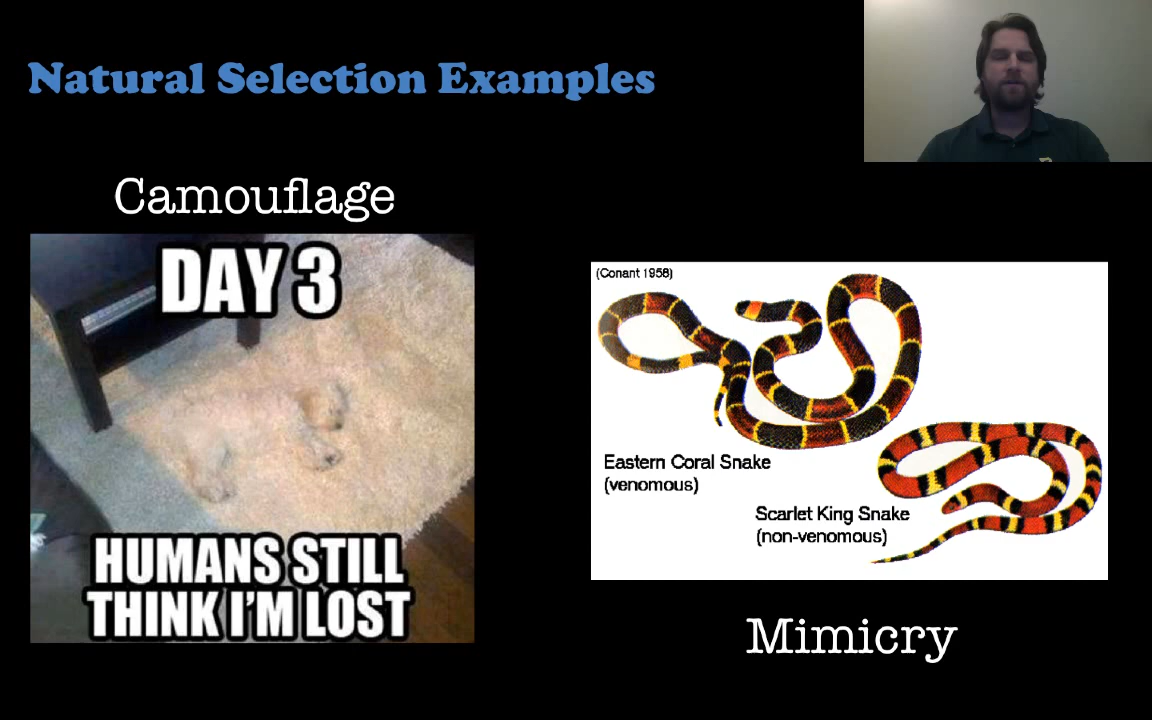 Natural Selection Examples
Camouflage
DAY 3
HUMANS STILL
THINK I'M LOST
(Conant 1958)
Eastern Coral Snake
(venomous)
Scarlet King Snake
(non-venomous)
Mimicry